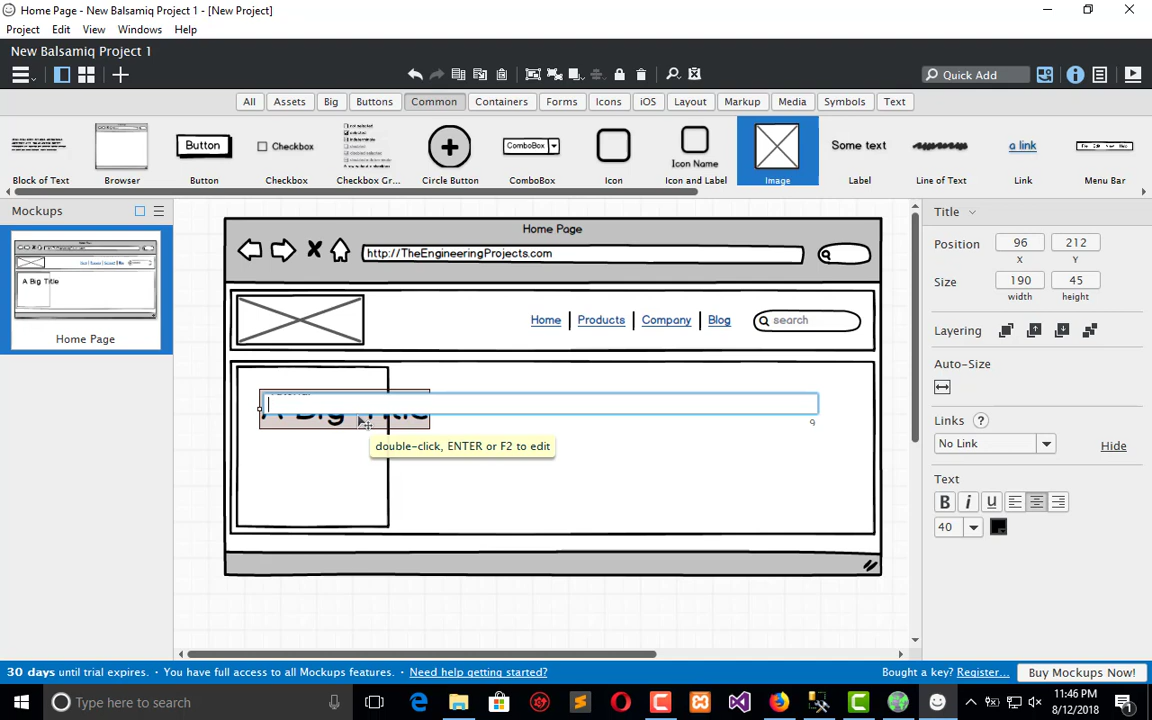 Home Page - New Balsamiq Project 1 - [New Project]
Project Edit View Windows Help
New Balsamiq Project 1
Quick Add
All Assets Big Buttons Common Containers Forms Icons iOS Layout Markup Media Symbols Text
Button
Checkbox
ComboBox
Icon Name
Some text
a link
Block of Text Browser Button Checkbox Checkbox Gr... Circle Button ComboBox Icon Icon and Label Image Label Line of Text Link Menu Bar
Mockups
A Big Title
Home Page
Home Page
http://TheEngineeringProjects.com
Home Products Company Blog search
A Big Title
double-click, ENTER or F2 to edit
Title
Position 96 212
X Y
Size 190 45
width height
Layering
Auto-Size
Links ?
No Link Hide
Text
B i U
40
30 days until trial expires. • You have full access to all Mockups features. • Need help getting started?
Bought a key? Register... Buy Mockups Now!
Type here to search
11:46 PM
8/12/2018
1